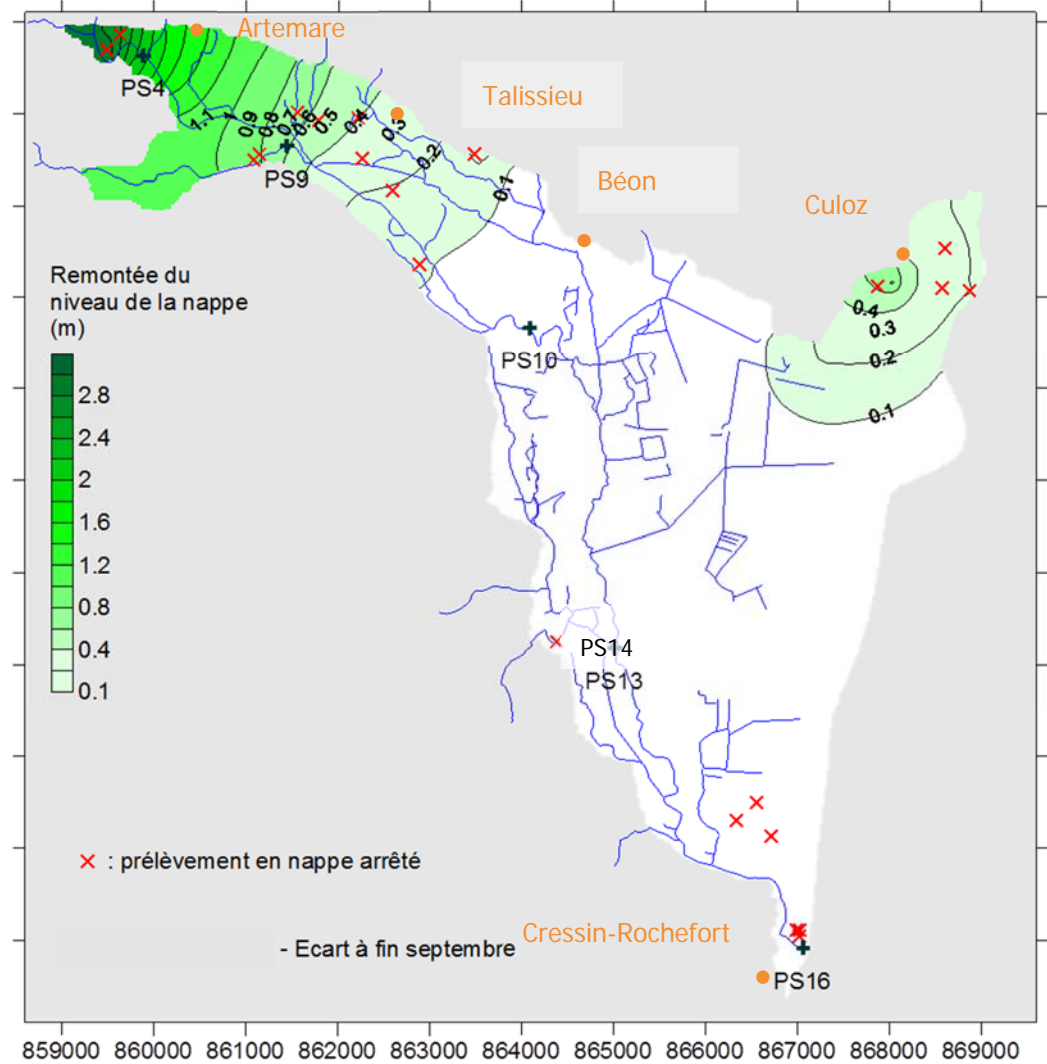 Artemare
Talissieu
PS4
1.1
0.9
0.8
0.7
0.6
0.5
0.4
0.3
0.2
0.1
PS9
Béon
Culoz
Remontée du
niveau de la nappe
(m)
2.8
2.4
2
1.6
1.2
0.8
0.4
0.1
0.4
0.3
0.2
0.1
PS10
PS14
PS13
× : prélèvement en nappe arrêté
- Ecart à fin septembre
Cressin-Rochefort
PS16
859000 860000 861000 862000 863000 864000 865000 866000 867000 868000 869000